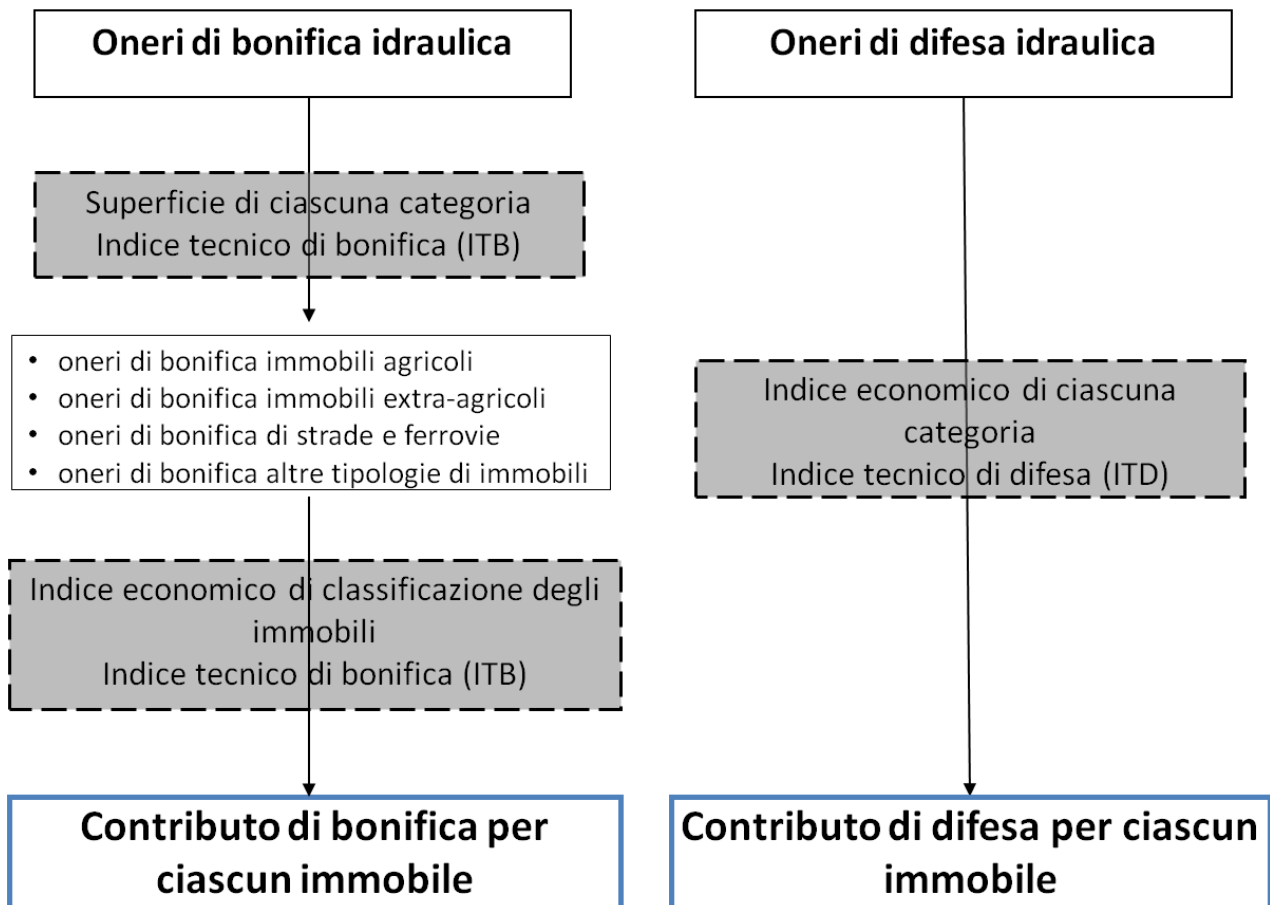 Oneri di bonifica idraulica
Superficie di ciascuna categoria
Indice tecnico di bonifica (ITB)
• oneri di bonifica immobili agricoli
• oneri di bonifica immobili extra-agricoli
• oneri di bonifica di strade e ferrovie
• oneri di bonifica altre tipologie di immobili
Indice economico di classificazione degli
immobili
Indice tecnico di bonifica (ITB)
Contributo di bonifica per
ciascun immobile
Oneri di difesa idraulica
Indice economico di ciascuna
categoria
Indice tecnico di difesa (ITD)
Contributo di difesa per ciascun
immobile